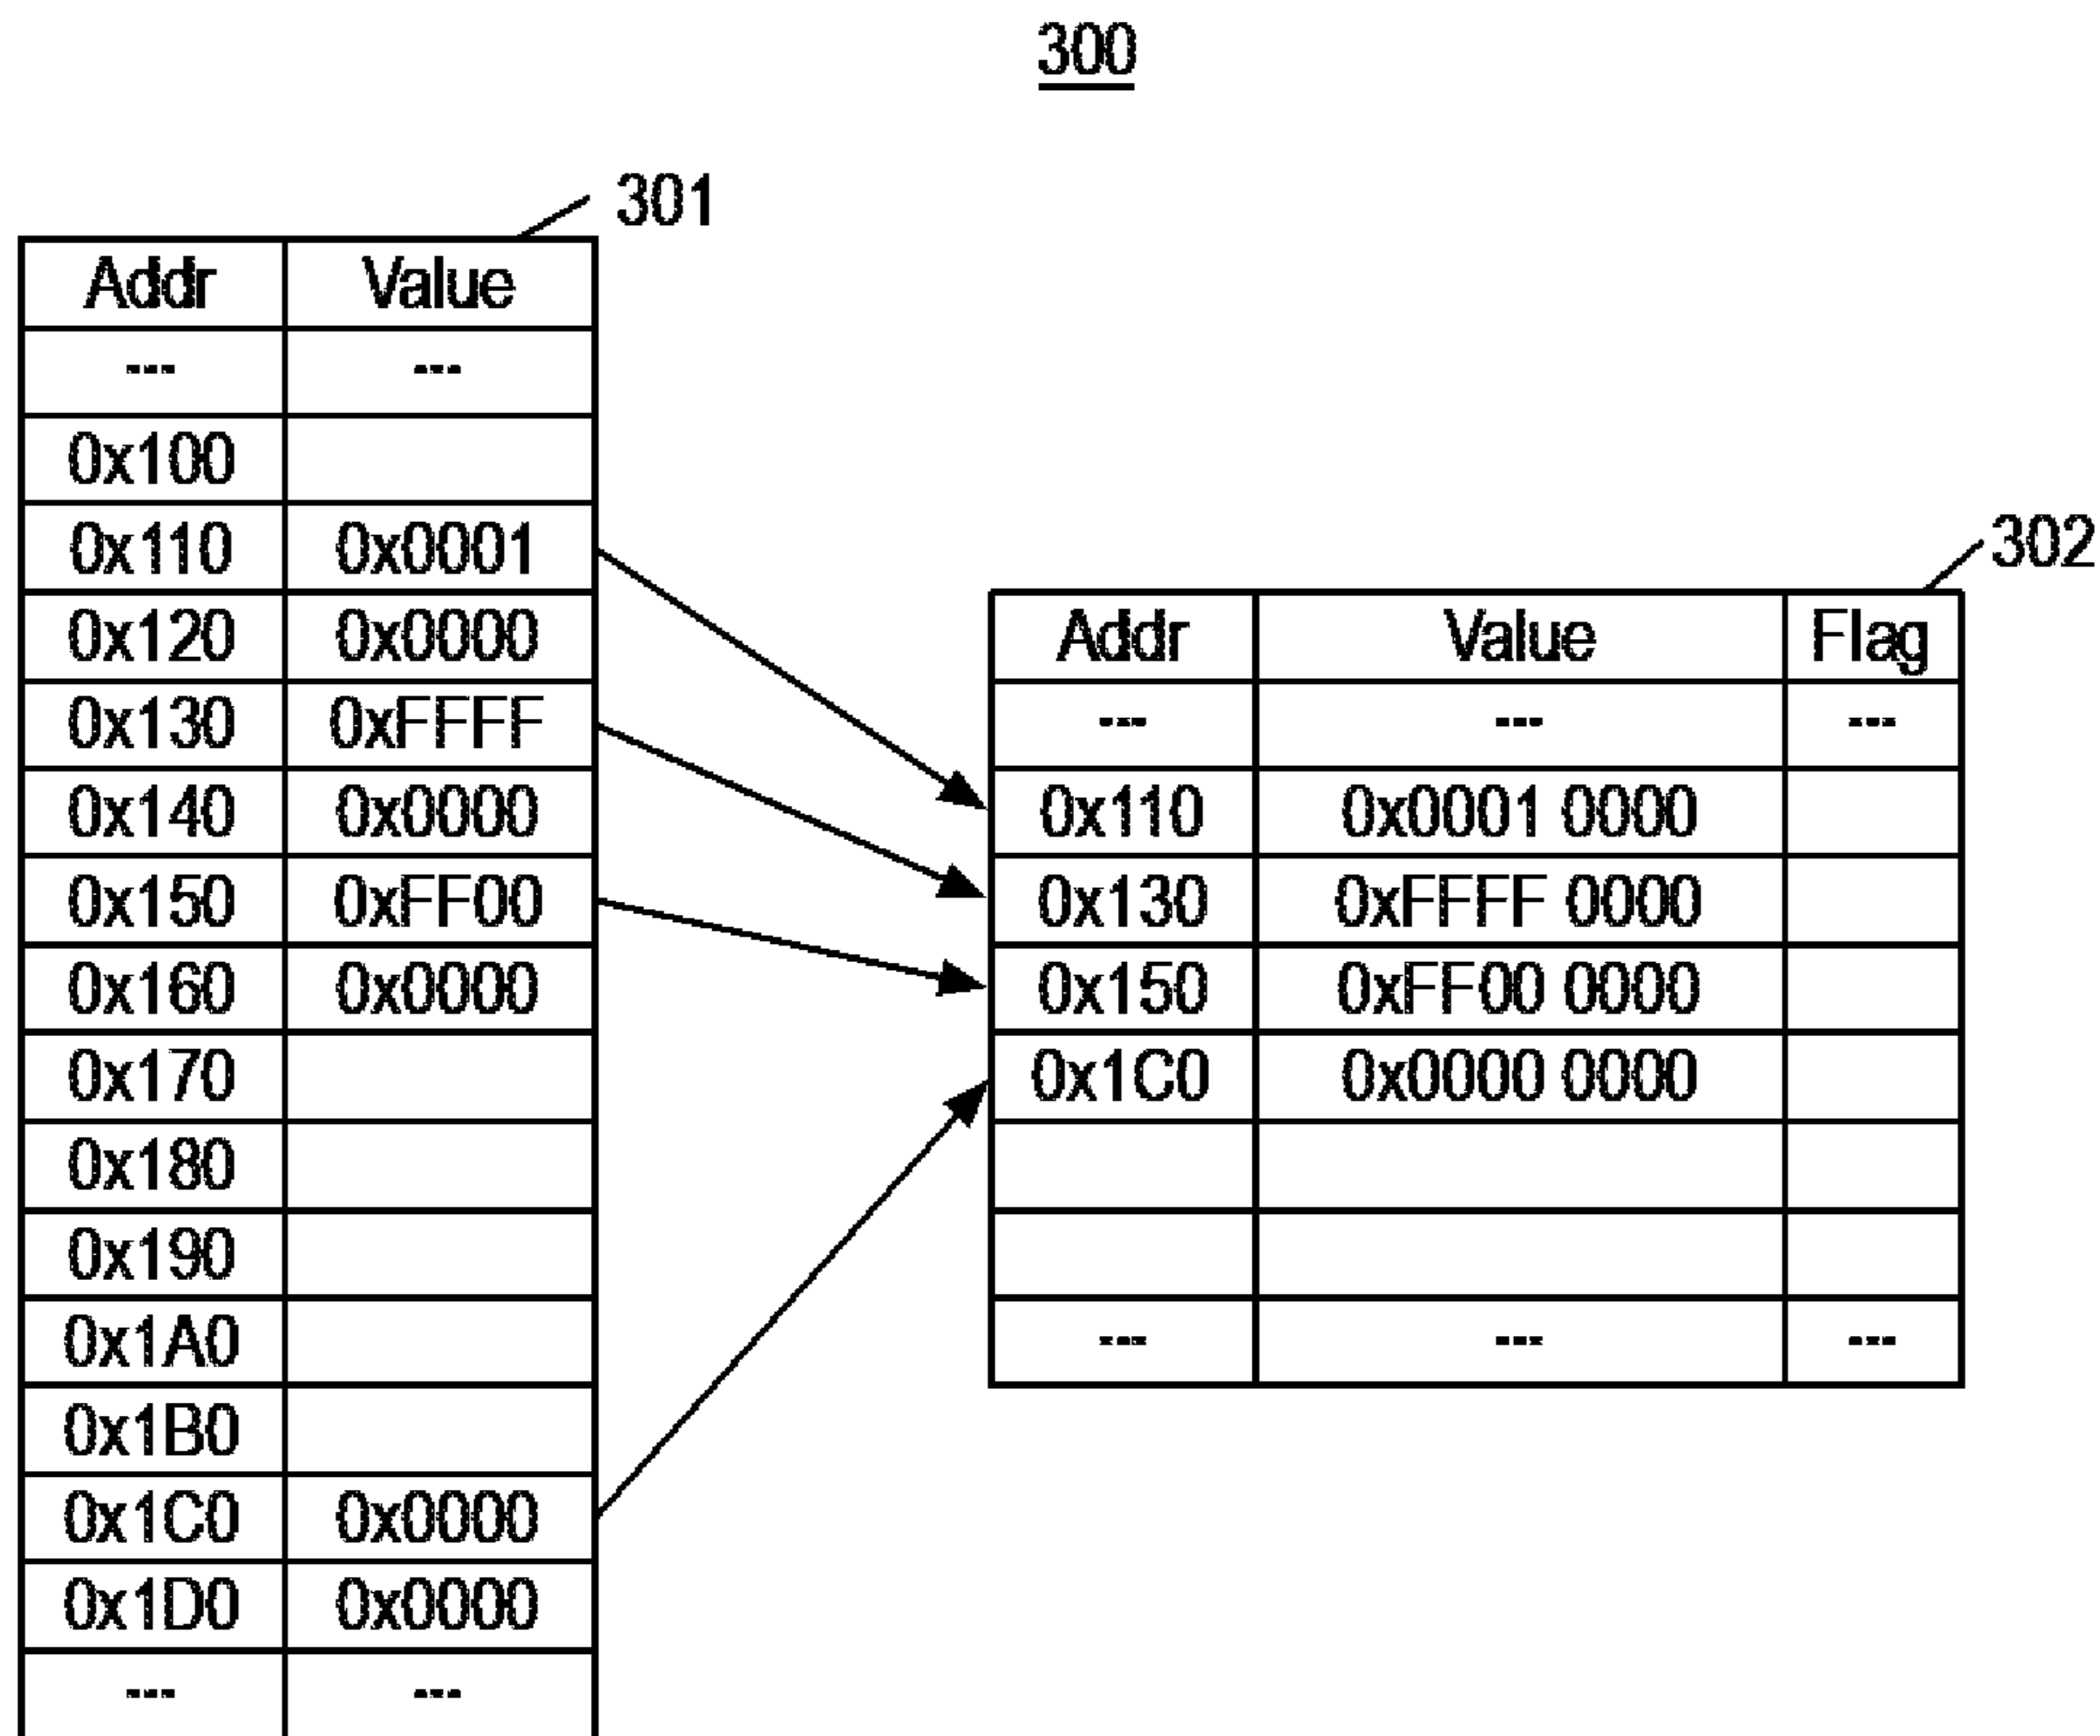 300
301
Addr Value
--- ---
0x100
0x110 0x0001
0x120 0x0000
0x130 0xFFFF
0x140 0x0000
0x150 0xFF00
0x160 0x0000
0x170
0x180
0x190
0x1A0
0x1B0
0x1C0 0x0000
0x1D0 0x0000
--- ---
302
Addr Value Flag
--- --- ---
0x110 0x0001 0000
0x130 0xFFFF 0000
0x150 0xFF00 0000
0x1C0 0x0000 0000
--- --- ---